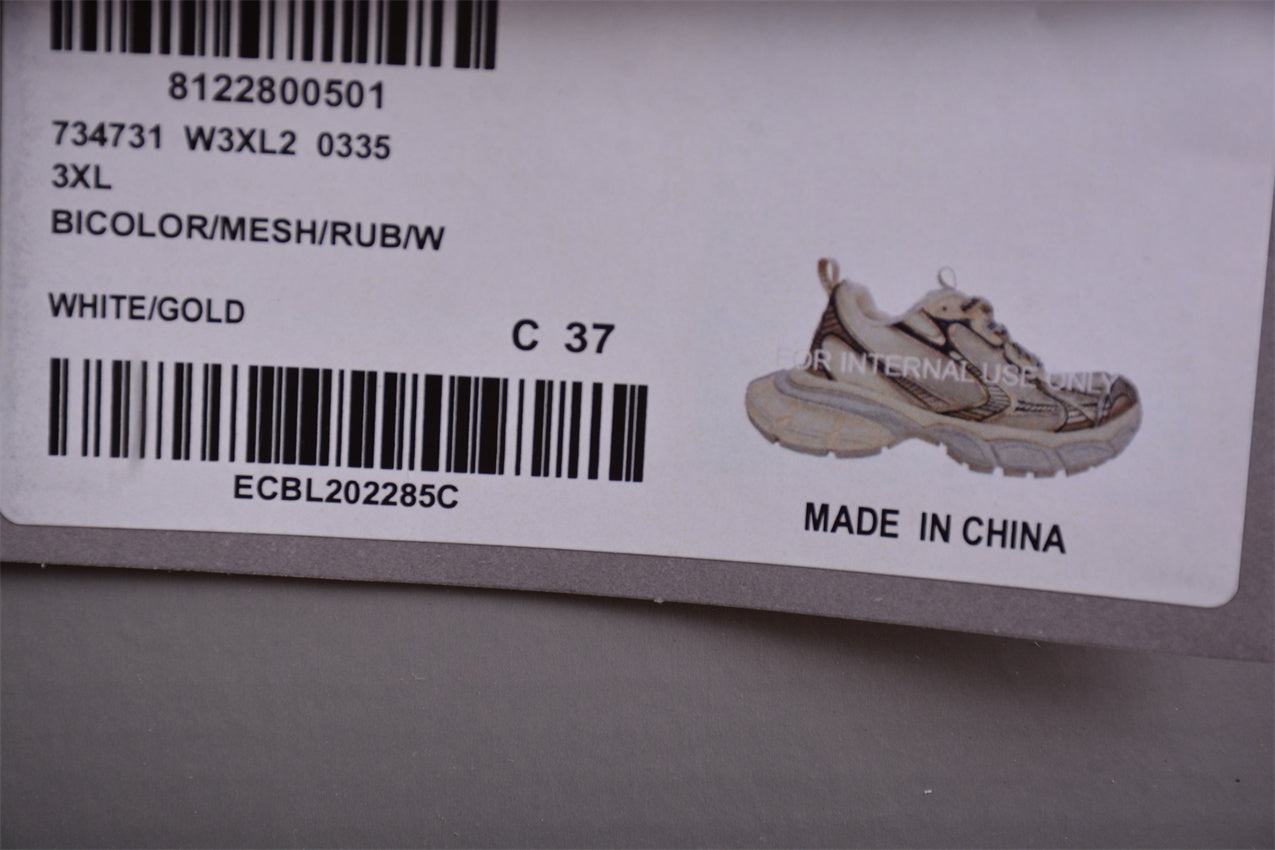 8122800501
734731 W3XL2 0335
3XL
BICOLOR/MESH/RUB/W
WHITE/GOLD
C 37
FOR INTERNAL USE ONLY
ECBL202285C
MADE IN CHINA